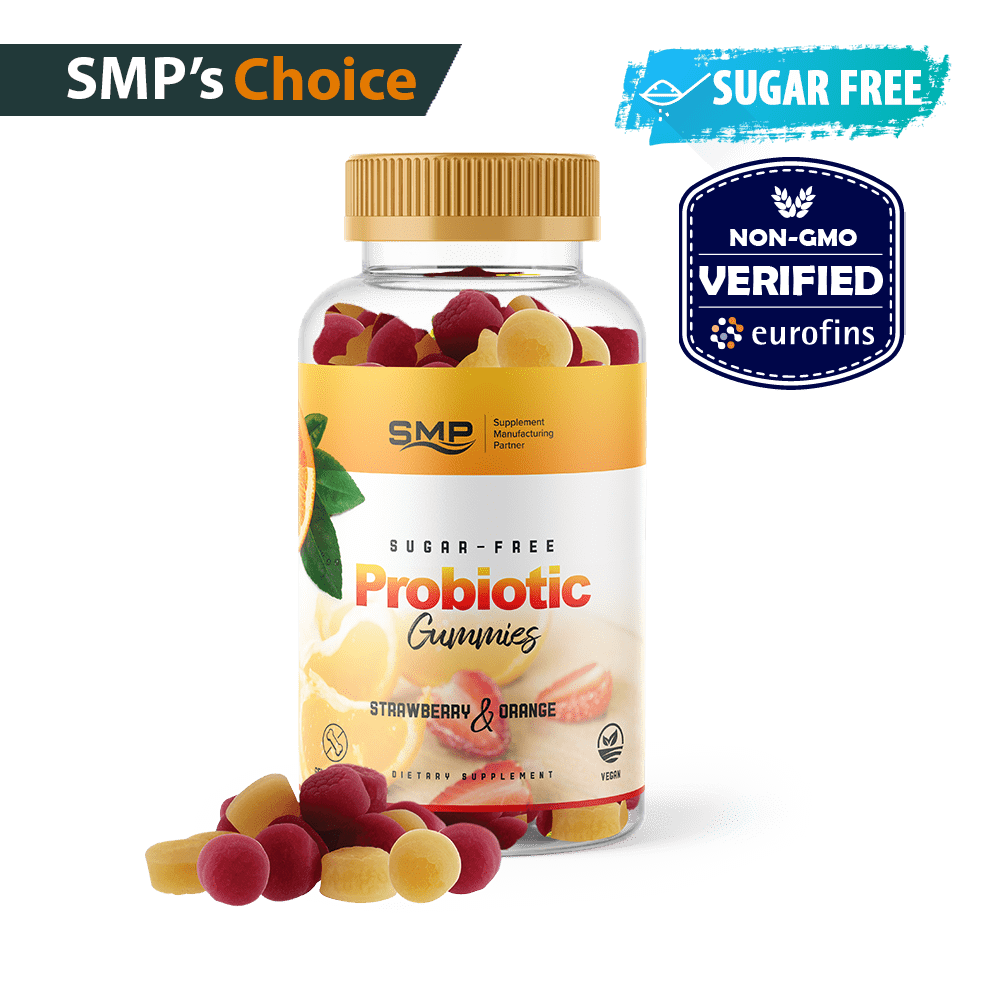 SMP's Choice
SUGAR FREE
NON-GMO
VERIFIED
eurofins
SMP
Supplement
Manufacturing
Partner
SUGAR-FREE
Probiotic
Gummies
STRAWBERRY & ORANGE
VEGAN
DIETARY SUPPLEMENT